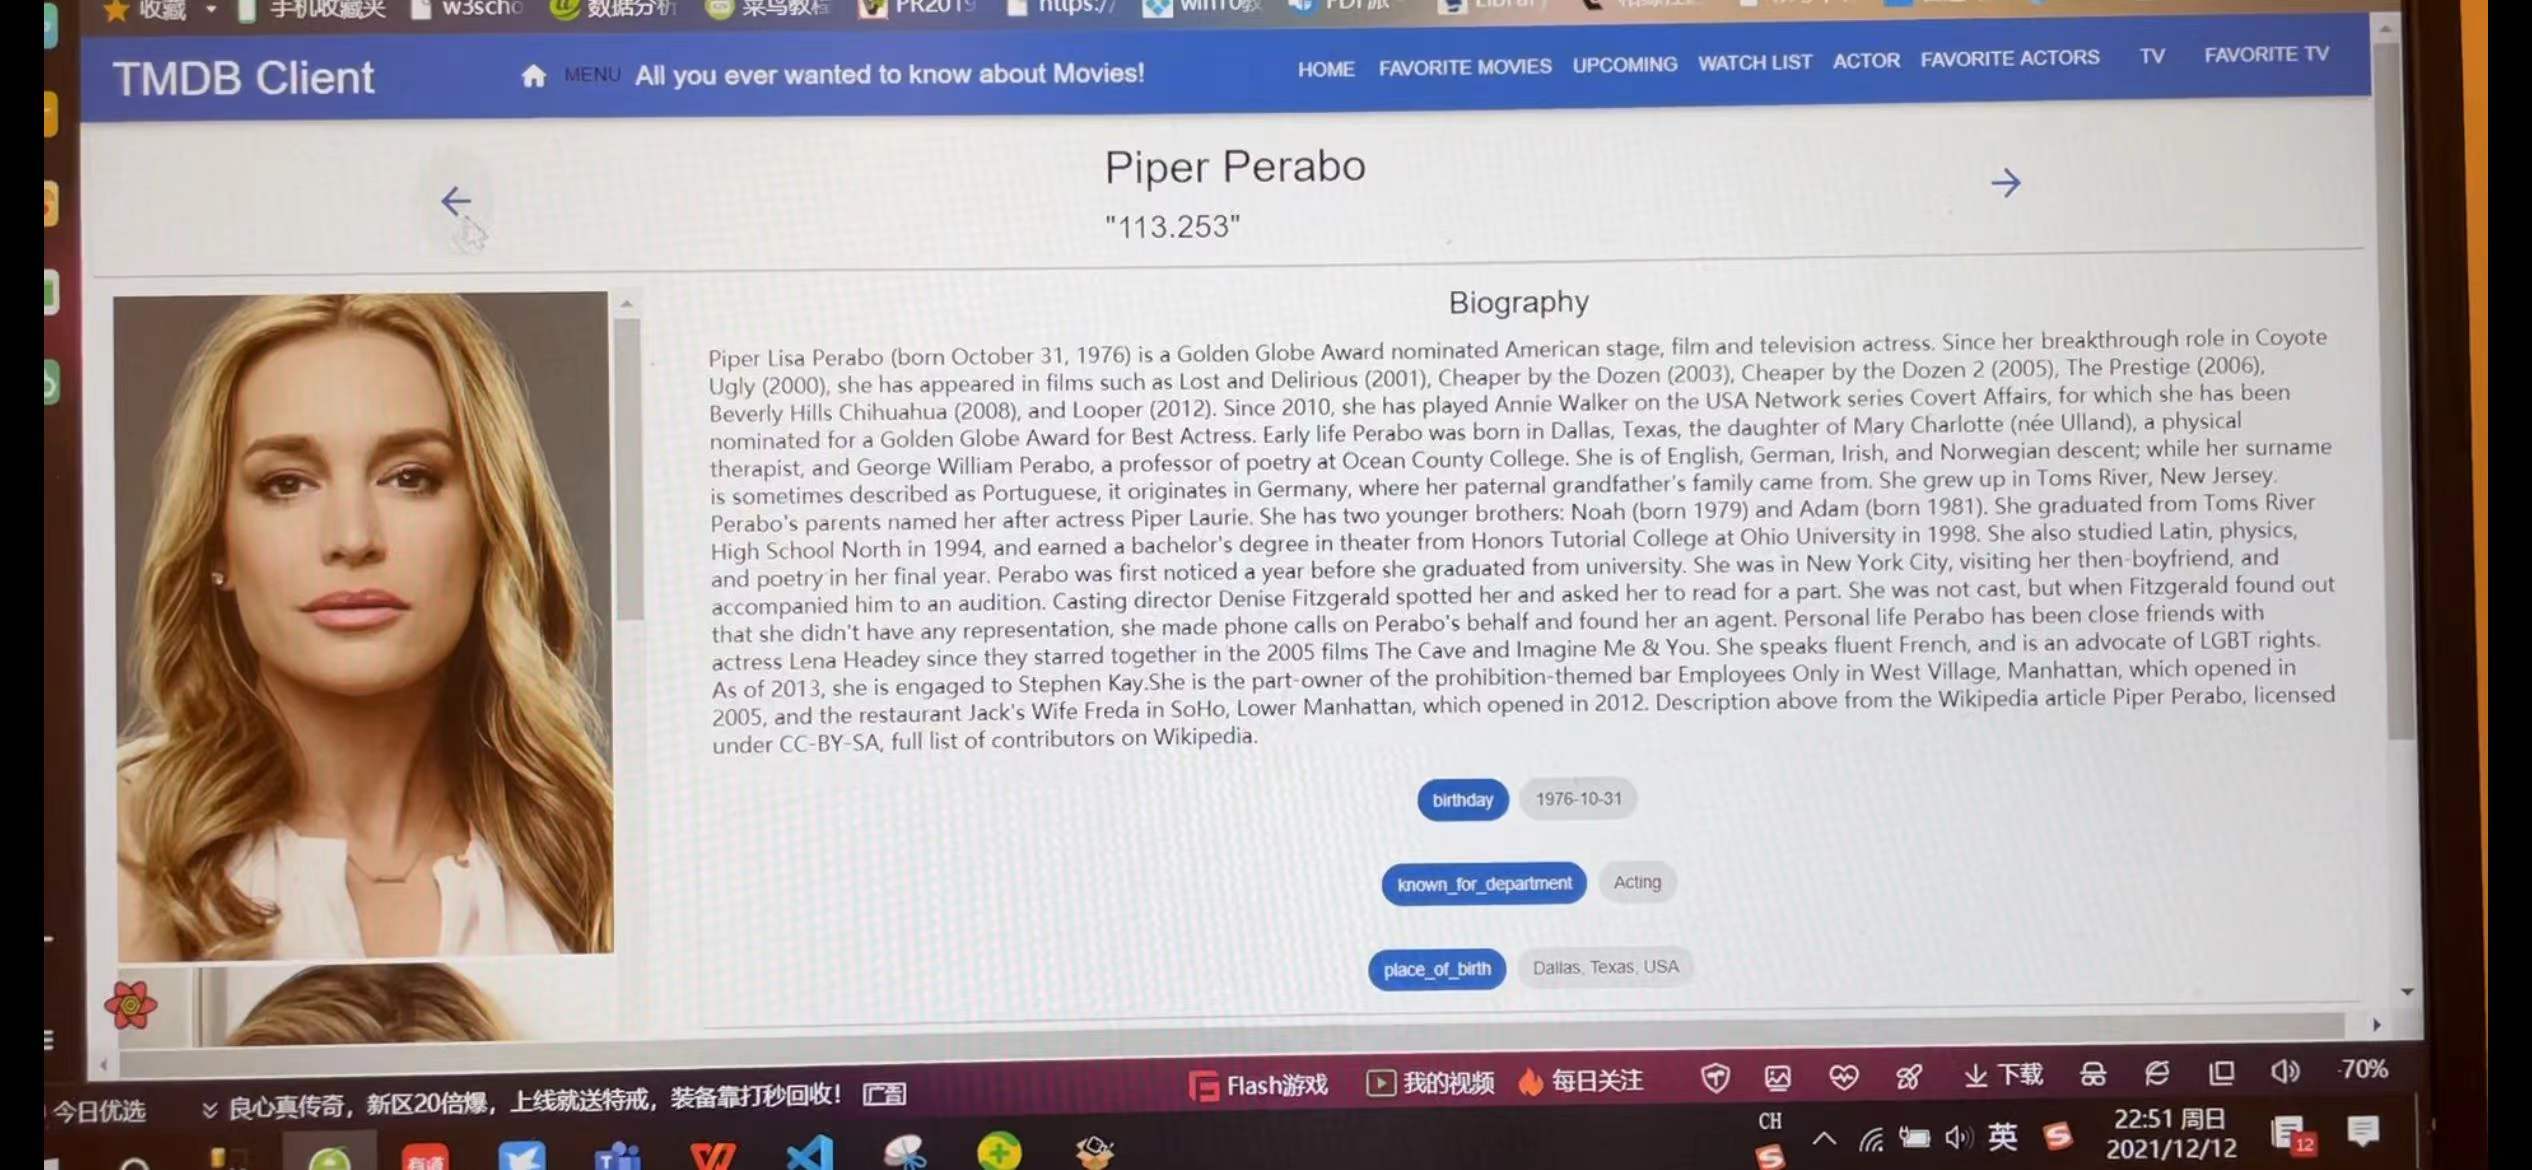 收藏 手机收藏夹 w3scho 数据分析 菜鸟教程 PR2019 https://
TMDB Client MENU All you ever wanted to know about Movies! HOME FAVORITE MOVIES UPCOMING WATCH LIST ACTOR FAVORITE ACTORS TV FAVORITE TV
Piper Perabo
"113.253"
Biography
Piper Lisa Perabo (born October 31, 1976) is a Golden Globe Award nominated American stage, film and television actress. Since her breakthrough role in Coyote
Ugly (2000), she has appeared in films such as Lost and Delirious (2001), Cheaper by the Dozen (2003), Cheaper by the Dozen 2 (2005), The Prestige (2006),
Beverly Hills Chihuahua (2008), and Looper (2012). Since 2010, she has played Annie Walker on the USA Network series Covert Affairs, for which she has been
nominated for a Golden Globe Award for Best Actress. Early life Perabo was born in Dallas, Texas, the daughter of Mary Charlotte (née Ulland), a physical
therapist, and George William Perabo, a professor of poetry at Ocean County College. She is of English, German, Irish, and Norwegian descent; while her surname
is sometimes described as Portuguese, it originates in Germany, where her paternal grandfather's family came from. She grew up in Toms River, New Jersey.
Perabo's parents named her after actress Piper Laurie. She has two younger brothers: Noah (born 1979) and Adam (born 1981). She graduated from Toms River
High School North in 1994, and earned a bachelor's degree in theater from Honors Tutorial College at Ohio University in 1998. She also studied Latin, physics,
and poetry in her final year. Perabo was first noticed a year before she graduated from university. She was in New York City, visiting her then-boyfriend, and
accompanied him to an audition. Casting director Denise Fitzgerald spotted her and asked her to read for a part. She was not cast, but when Fitzgerald found out
that she didn't have any representation, she made phone calls on Perabo's behalf and found her an agent. Personal life Perabo has been close friends with
actress Lena Headey since they starred together in the 2005 films The Cave and Imagine Me & You. She speaks fluent French, and is an advocate of LGBT rights.
As of 2013, she is engaged to Stephen Kay.She is the part-owner of the prohibition-themed bar Employees Only in West Village, Manhattan, which opened in
2005, and the restaurant Jack's Wife Freda in SoHo, Lower Manhattan, which opened in 2012. Description above from the Wikipedia article Piper Perabo, licensed
under CC-BY-SA, full list of contributors on Wikipedia.
birthday 1976-10-31
known_for_department Acting
place_of_birth Dallas, Texas, USA
今日优选 良心真传奇，新区20倍爆，上线就送特戒，装备靠打秒回收！ 广告 Flash游戏 我的视频 每日关注 下载 70%
CH 英 22:51 周日
2021/12/12 12